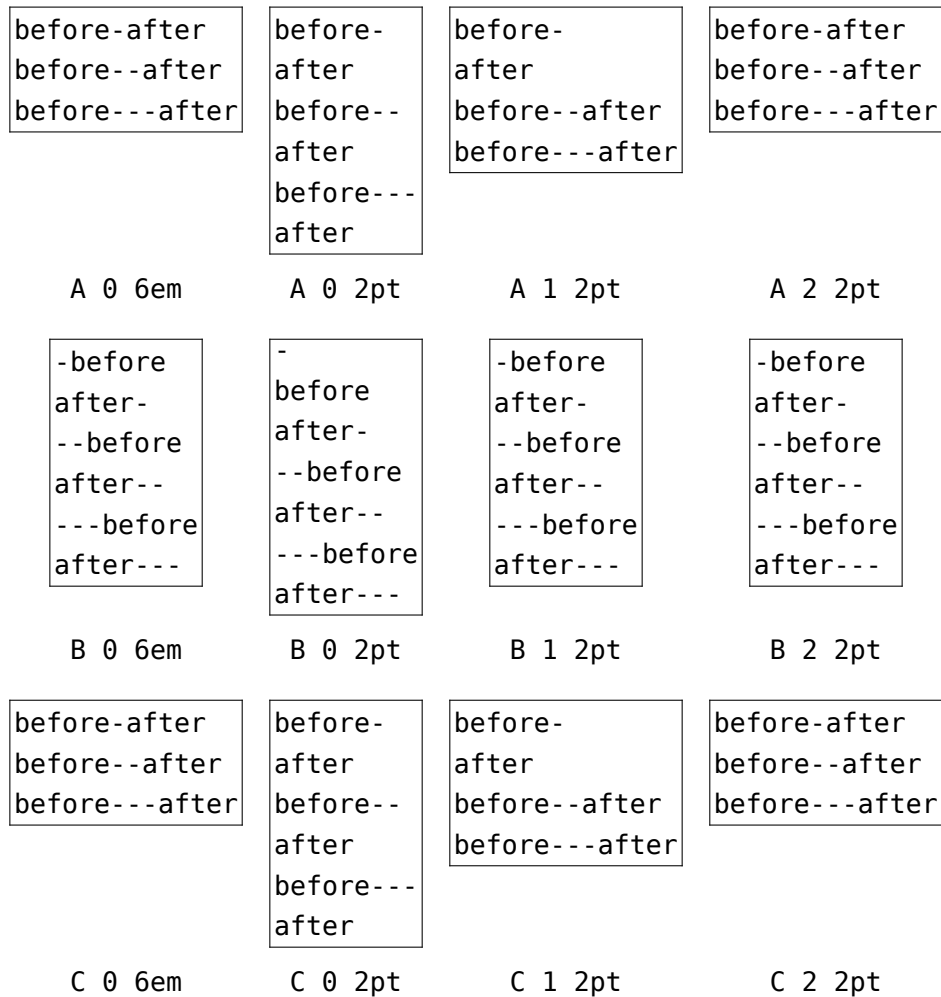 before-after
before--after
before---after
before-
after
before--
after
before---
after
before-
after
before--after
before---after
before-after
before--after
before---after
A 0 6em
A 0 2pt
A 1 2pt
A 2 2pt
-before
after-
--before
after--
---before
after---
-
before
after-
--before
after--
---before
after---
-before
after-
--before
after--
---before
after---
-before
after-
--before
after--
---before
after---
B 0 6em
B 0 2pt
B 1 2pt
B 2 2pt
before-after
before--after
before---after
before-
after
before--
after
before---
after
before-
after
before--after
before---after
before-after
before--after
before---after
C 0 6em
C 0 2pt
C 1 2pt
C 2 2pt